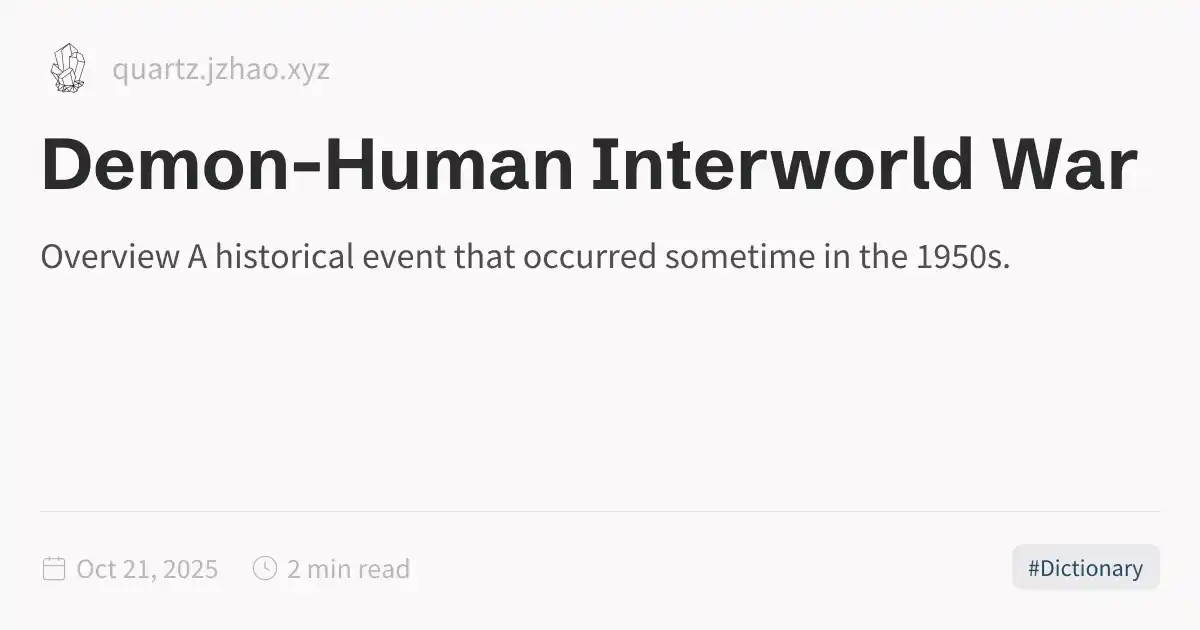 quartz.jzhao.xyz
Demon-Human Interworld War
Overview A historical event that occurred sometime in the 1950s.
Oct 21, 2025 2 min read #Dictionary